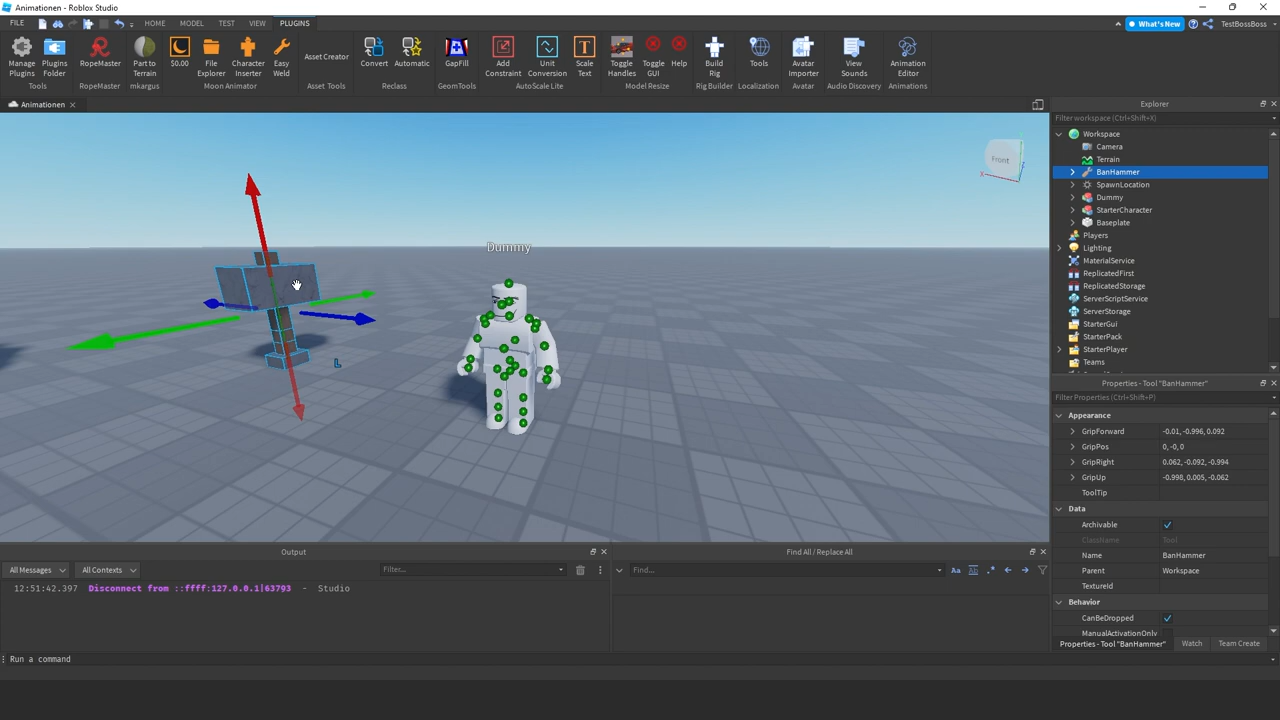 Animationen - Roblox Studio
FILE HOME MODEL TEST VIEW PLUGINS What's New TestBossBoss
Manage Plugins
Plugins Folder
RopeMaster
Part to Terrain
$0.00
File Explorer
Character Inserter
Easy Weld
Asset Creator
Convert
Automatic
GapFill
Add Constraint
Unit Conversion
Scale Text
Toggle Handles
Toggle GUI
Help
Build Rig
Tools
Avatar Importer
View Sounds
Animation Editor
Tools RopeMaster mkargus Moon Animator Asset Tools Reclass GeomTools AutoScale Lite Model Resize Rig Builder Localization Avatar Audio Discovery Animations
Animationen
Front
X
Z
Dummy
L
Explorer
Filter workspace (Ctrl+Shift+X)
Workspace
Camera
Terrain
BanHammer
SpawnLocation
Dummy
StarterCharacter
Baseplate
Players
Lighting
MaterialService
ReplicatedFirst
ReplicatedStorage
ServerScriptService
ServerStorage
StarterGui
StarterPack
StarterPlayer
Teams
Properties - Tool "BanHammer"
Filter Properties (Ctrl+Shift+P)
Appearance
GripForward -0.01, -0.996, 0.092
GripPos 0, -0, 0
GripRight 0.062, -0.092, -0.994
GripUp -0.998, 0.005, -0.062
ToolTip
Data
Archivable
ClassName Tool
Name BanHammer
Parent Workspace
TextureId
Behavior
CanBeDropped
ManualActivationOnly
Properties - Tool "BanHammer" Watch Team Create
Output
All Messages All Contexts Filter...
12:51:42.397 Disconnect from ::ffff:127.0.0.1|63793 - Studio
Find All / Replace All
Find... Aa Ab
Run a command